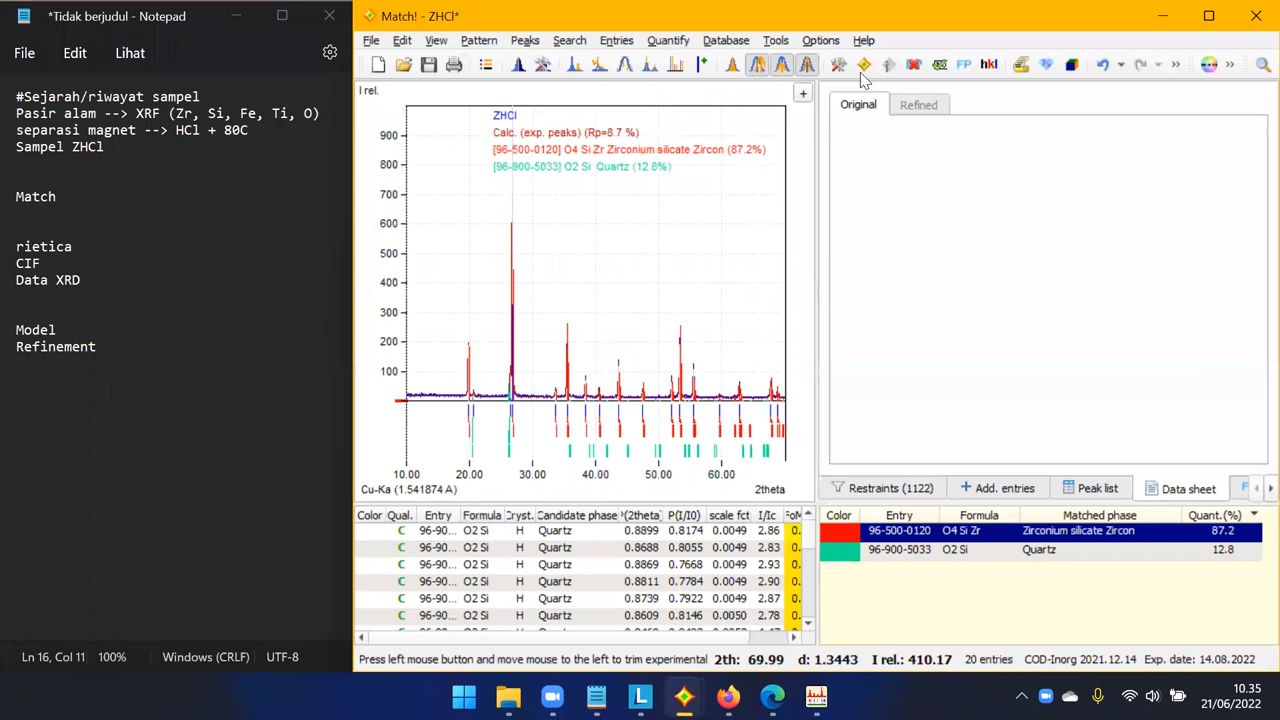 *Tidak berjudul - Notepad
File Edit Lihat
#Sejarah/riwayat sampel
Pasir alam --> XRF (Zr, Si, Fe, Ti, O)
separasi magnet --> HCl + 80C
Sampel ZHCl
Match
rietica
CIF
Data XRD
Model
Refinement
Ln 16, Col 11 100% Windows (CRLF) UTF-8
Match! - ZHCl*
File Edit View Pattern Peaks Search Entries Quantify Database Tools Options Help
FP hkl
I rel.
ZHCl
Calc. (exp. peaks) (Rp=8.7 %)
[96-500-0120] O4 Si Zr Zirconium silicate Zircon (87.2%)
[96-900-5033] O2 Si Quartz (12.8%)
900
800
700
600
500
400
300
200
100
10.00 20.00 30.00 40.00 50.00 60.00
Cu-Ka (1.541874 A) 2theta
Original Refined
Restraints (1122) Add. entries Peak list Data sheet
Color Qual. Entry Formula Cryst. Candidate phase P(2theta) P(I/I0) scale fct I/Ic FoM
C 96-90... O2 Si H Quartz 0.8899 0.8174 0.0049 2.86 0.
C 96-90... O2 Si H Quartz 0.8688 0.8055 0.0049 2.83 0.
C 96-90... O2 Si H Quartz 0.8869 0.7668 0.0049 2.93 0.
C 96-90... O2 Si H Quartz 0.8811 0.7784 0.0049 2.90 0.
C 96-90... O2 Si H Quartz 0.8739 0.7922 0.0049 2.87 0.
C 96-90... O2 Si H Quartz 0.8609 0.8146 0.0050 2.78 0.
Color Entry Formula Matched phase Quant.(%)
96-500-0120 O4 Si Zr Zirconium silicate Zircon 87.2
96-900-5033 O2 Si Quartz 12.8
Press left mouse button and move mouse to the left to trim experimental 2th: 69.99 d: 1.3443 I rel.: 410.17 20 entries COD-Inorg 2021.12.14 Exp. date: 14.08.2022
10.35
21/06/2022